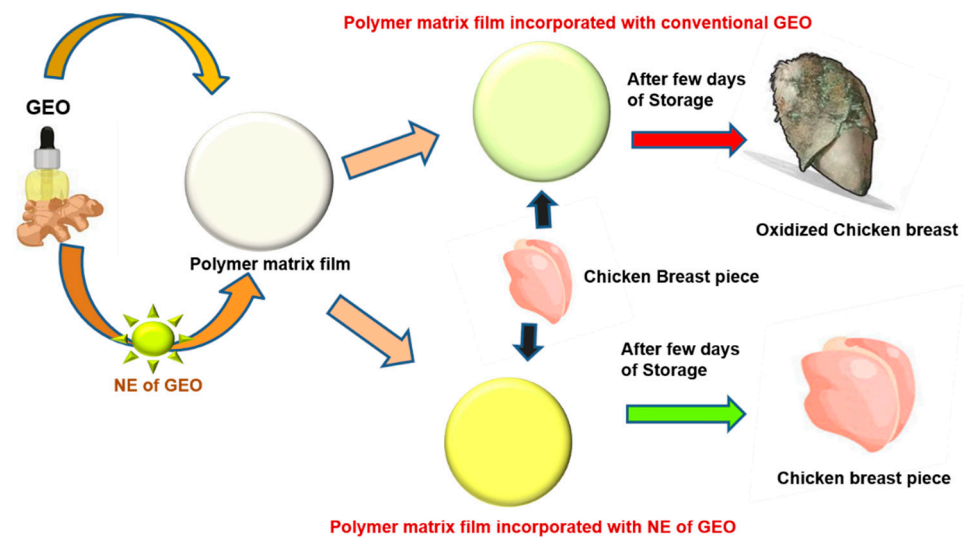 Polymer matrix film incorporated with conventional GEO
GEO
After few days
of Storage
Oxidized Chicken breast
Polymer matrix film
Chicken Breast piece
NE of GEO
After few days
of Storage
Chicken breast piece
Polymer matrix film incorporated with NE of GEO